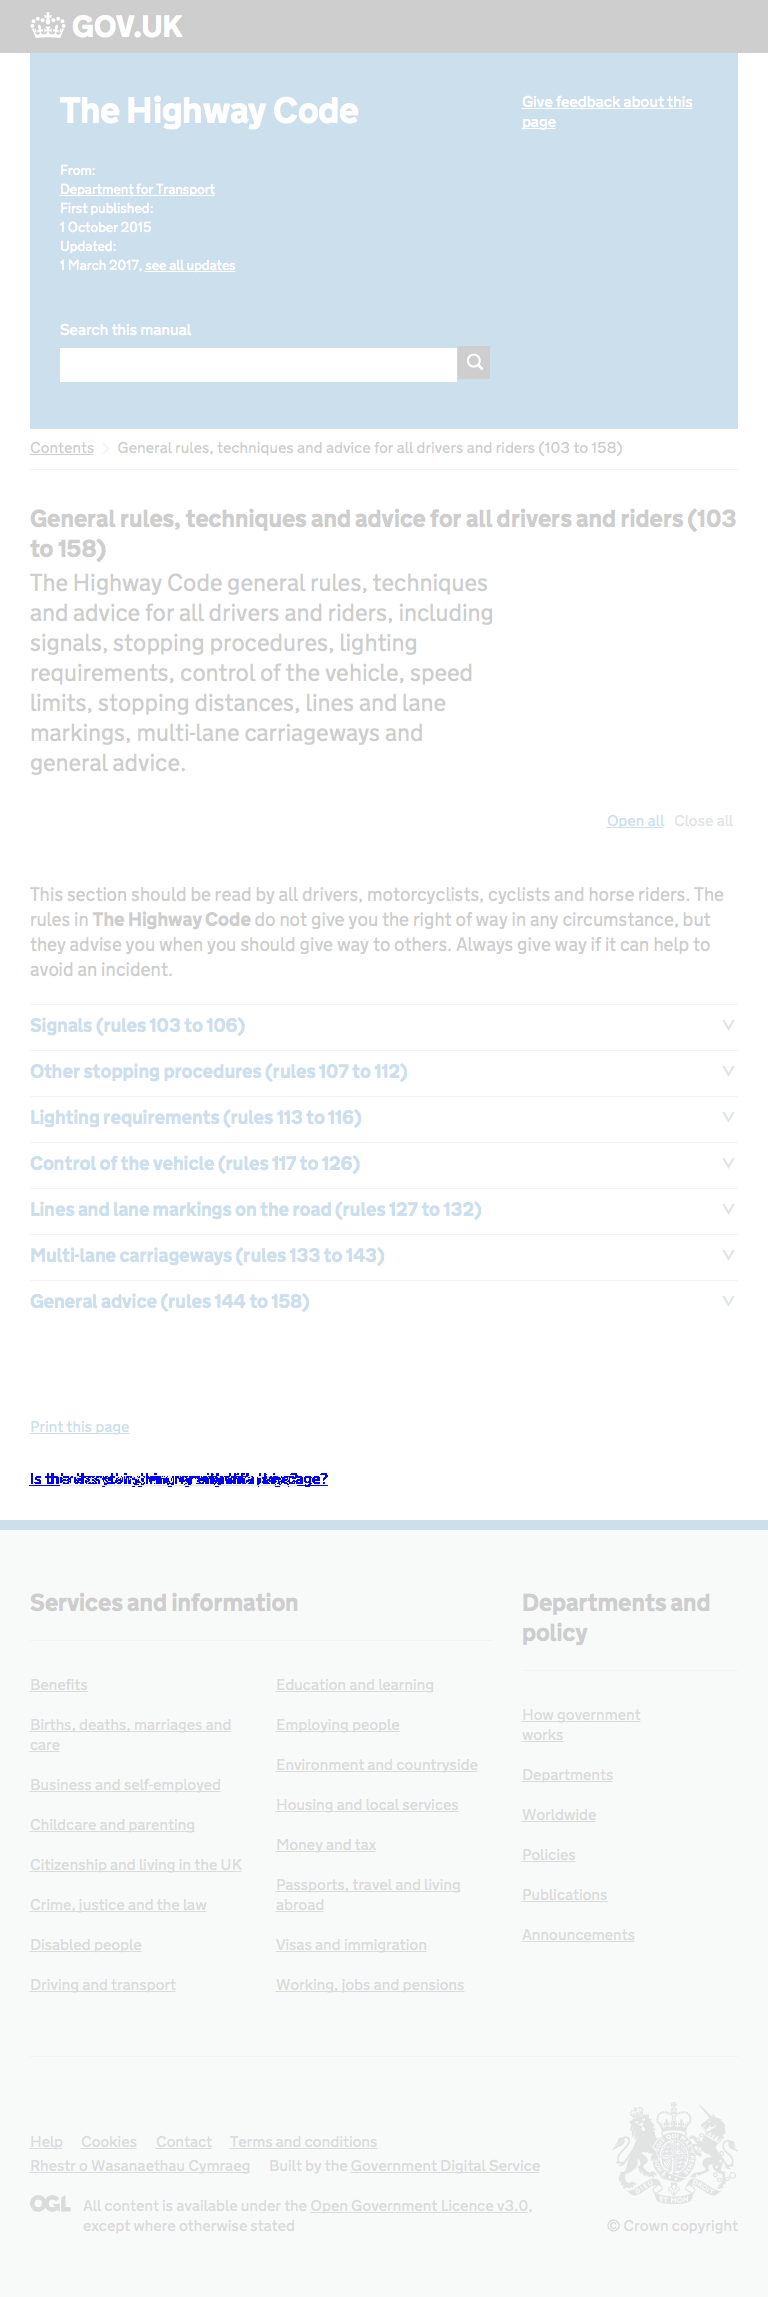 GOV.UK
The Highway Code
Give feedback about this
page
From:
Department for Transport
First published:
1 October 2015
Updated:
1 March 2017, see all updates
Search this manual
Contents
General rules, techniques and advice for all drivers and riders (103 to 158)
General rules, techniques and advice for all drivers and riders (103
to 158)
The Highway Code general rules, techniques
and advice for all drivers and riders, including
signals, stopping procedures, lighting
requirements, control of the vehicle, speed
limits, stopping distances, lines and lane
markings, multi-lane carriageways and
general advice.
Open all Close all
This section should be read by all drivers, motorcyclists, cyclists and horse riders. The
rules in The Highway Code do not give you the right of way in any circumstance, but
they advise you when you should give way to others. Always give way if it can help to
avoid an incident.
Signals (rules 103 to 106)
Other stopping procedures (rules 107 to 112)
Lighting requirements (rules 113 to 116)
Control of the vehicle (rules 117 to 126)
Lines and lane markings on the road (rules 127 to 132)
Multi-lane carriageways (rules 133 to 143)
General advice (rules 144 to 158)
Print this page
Is
Services and information
Departments and
policy
Benefits
Births, deaths, marriages and
care
Business and self-employed
Childcare and parenting
Citizenship and living in the UK
Crime, justice and the law
Disabled people
Driving and transport
Education and learning
Employing people
Environment and countryside
Housing and local services
Money and tax
Passports, travel and living
abroad
Visas and immigration
Working, jobs and pensions
How government
works
Departments
Worldwide
Policies
Publications
Announcements
Help Cookies Contact Terms and conditions
Rhestr o Wasanaethau Cymraeg Built by the Government Digital Service
OGL
All content is available under the Open Government Licence v3.0,
except where otherwise stated
© Crown copyright